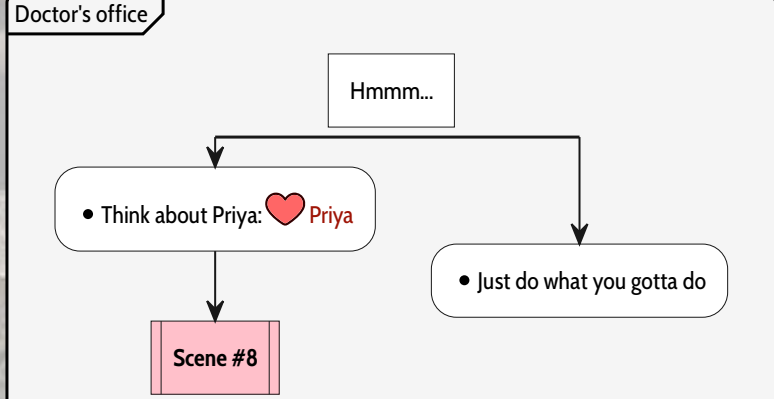 Doctor's office
Hmmm...
• Think about Priya: Priya
• Just do what you gotta do
Scene #8